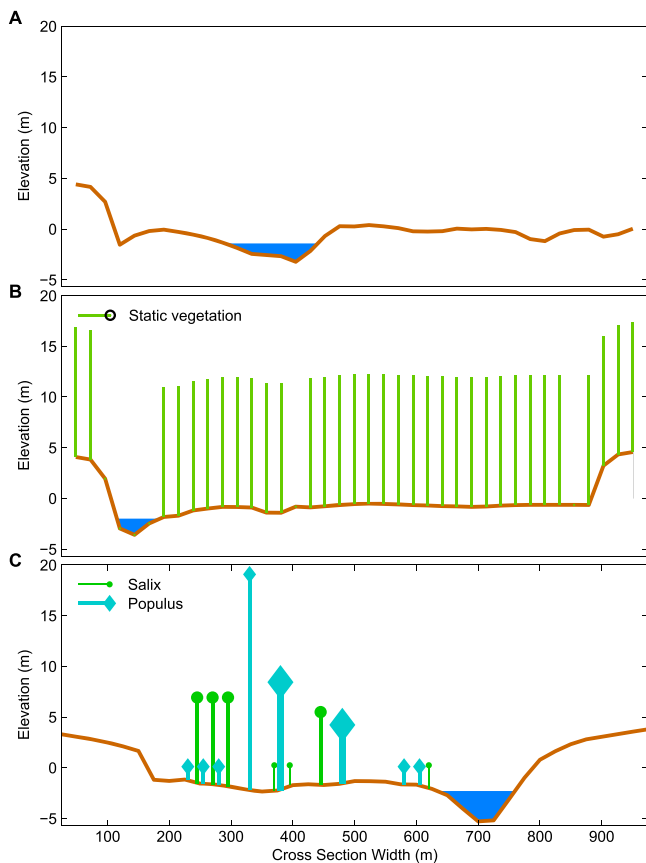 A
20
15
10
5
0
−5
Elevation (m)
B
20
15
10
5
0
−5
Elevation (m)
Static vegetation
C
20
15
10
5
0
−5
Elevation (m)
Salix
Populus
100 200 300 400 500 600 700 800 900
Cross Section Width (m)